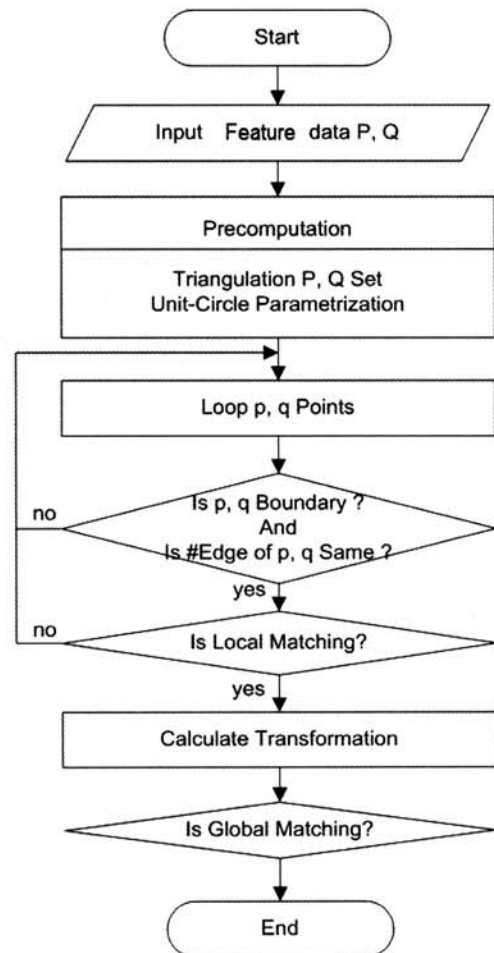 Start
Input Feature data P, Q
Precomputation
Triangulation P, Q Set
Unit-Circle Parametrization
Loop p, q Points
Is p, q Boundary ?
And
Is #Edge of p, q Same ?
no
yes
Is Local Matching?
no
yes
Calculate Transformation
Is Global Matching?
End